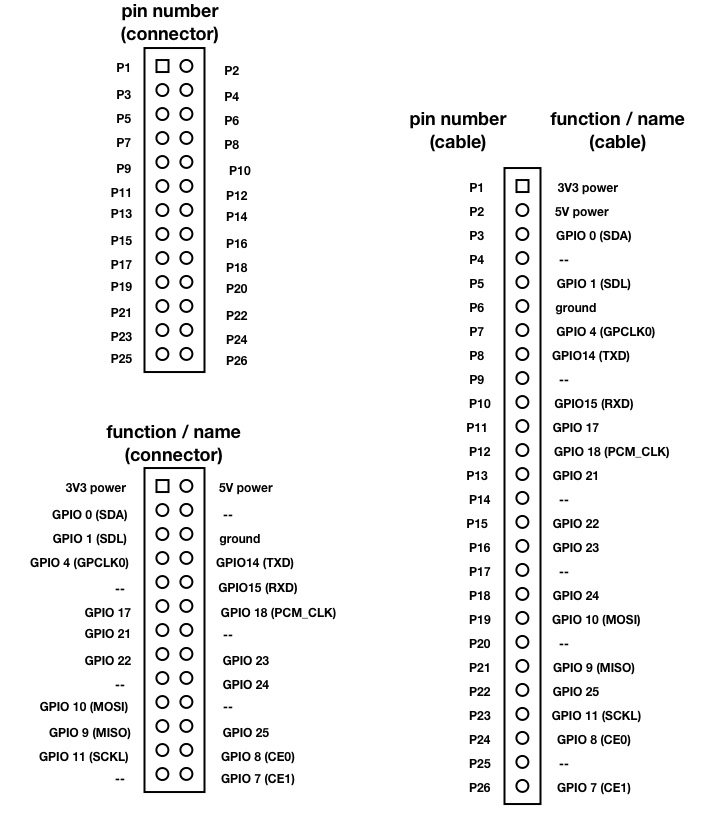 pin number
(connector)
P1 P2
P3 P4
P5 P6
P7 P8
P9 P10
P11 P12
P13 P14
P15 P16
P17 P18
P19 P20
P21 P22
P23 P24
P25 P26
function / name
(connector)
3V3 power 5V power
GPIO 0 (SDA) --
GPIO 1 (SDL) ground
GPIO 4 (GPCLK0) GPIO14 (TXD)
-- GPIO15 (RXD)
GPIO 17 GPIO 18 (PCM_CLK)
GPIO 21 --
GPIO 22 GPIO 23
-- GPIO 24
GPIO 10 (MOSI) --
GPIO 9 (MISO) GPIO 25
GPIO 11 (SCKL) GPIO 8 (CE0)
-- GPIO 7 (CE1)
pin number function / name
(cable) (cable)
P1 3V3 power
P2 5V power
P3 GPIO 0 (SDA)
P4 --
P5 GPIO 1 (SDL)
P6 ground
P7 GPIO 4 (GPCLK0)
P8 GPIO14 (TXD)
P9 --
P10 GPIO15 (RXD)
P11 GPIO 17
P12 GPIO 18 (PCM_CLK)
P13 GPIO 21
P14 --
P15 GPIO 22
P16 GPIO 23
P17 --
P18 GPIO 24
P19 GPIO 10 (MOSI)
P20 --
P21 GPIO 9 (MISO)
P22 GPIO 25
P23 GPIO 11 (SCKL)
P24 GPIO 8 (CE0)
P25 --
P26 GPIO 7 (CE1)